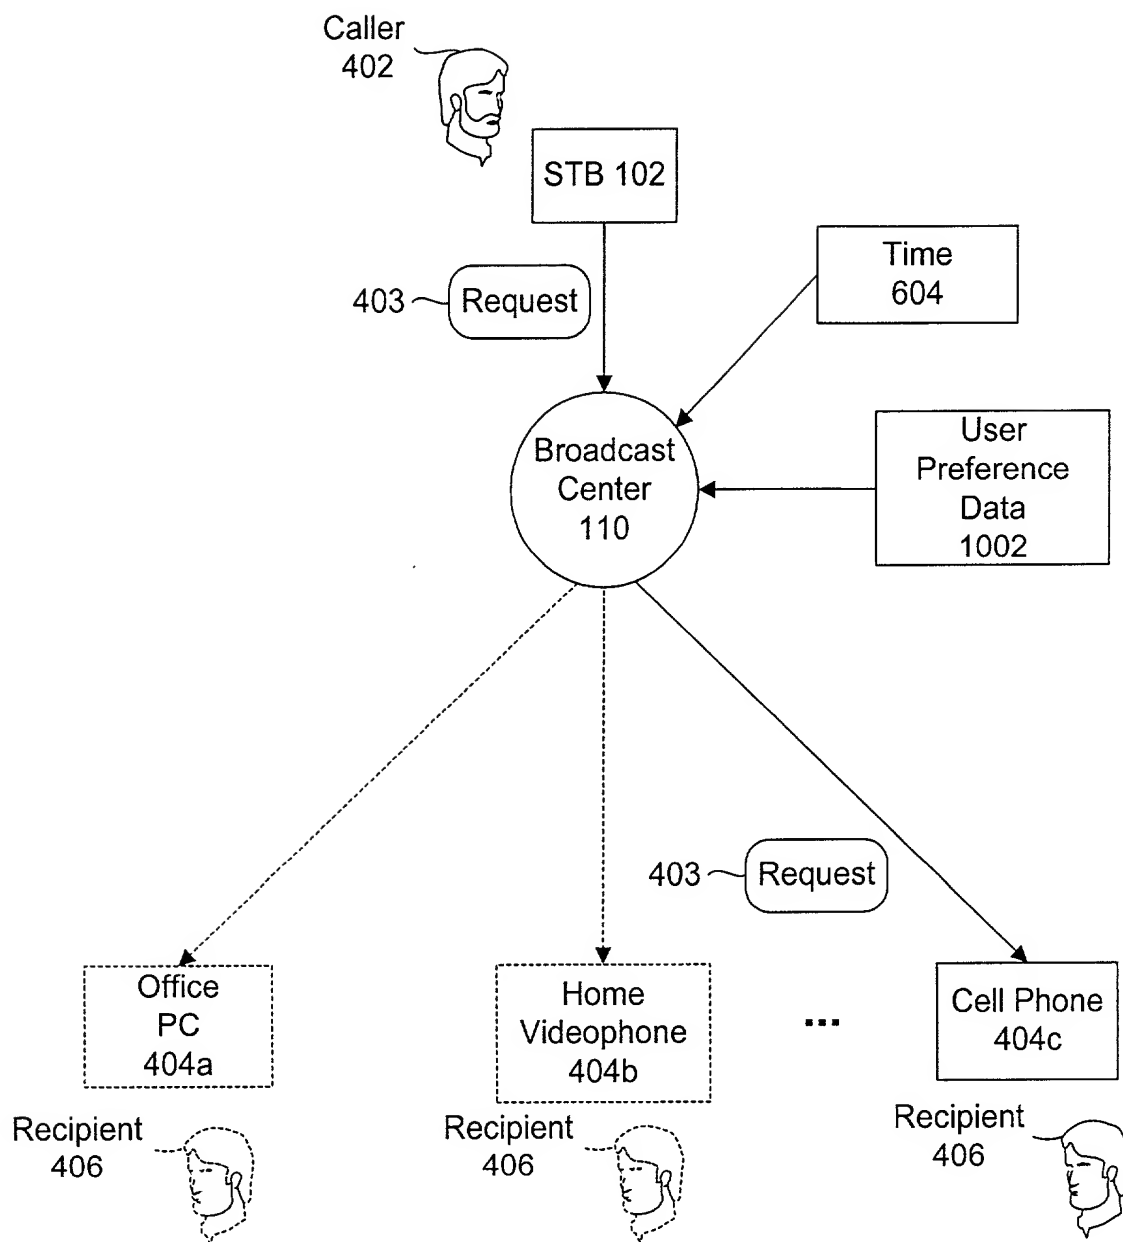 Caller
402
STB 102
Time
604
403
Request
Broadcast
Center
110
User
Preference
Data
1002
403
Request
Office
PC
404a
Home
Videophone
404b
...
Cell Phone
404c
Recipient
406
Recipient
406
Recipient
406